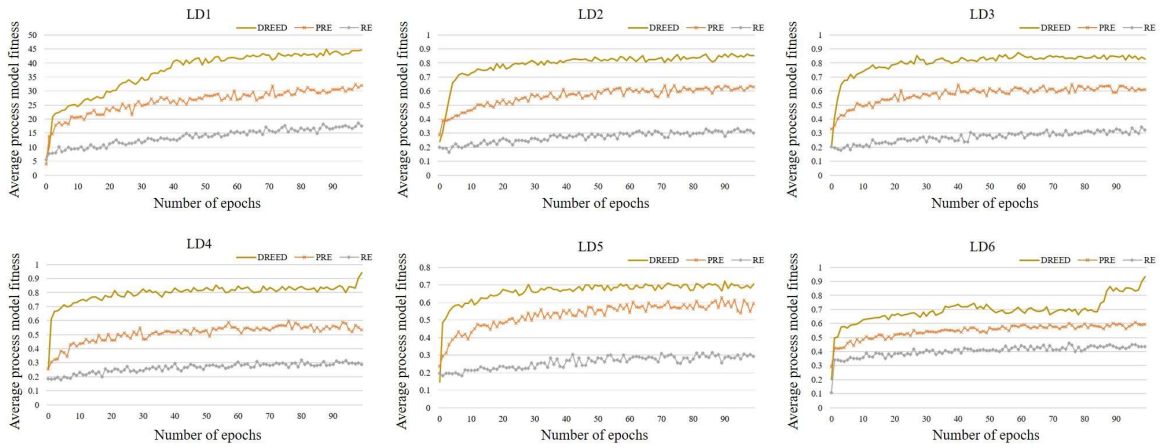 LD1
DREED PRE RE
Average process model fitness
50
45
40
35
30
25
20
15
10
5
0
0 10 20 30 40 50 60 70 80 90
Number of epochs
LD2
DREED PRE RE
Average process model fitness
1
0.9
0.8
0.7
0.6
0.5
0.4
0.3
0.2
0.1
0
0 10 20 30 40 50 60 70 80 90
Number of epochs
LD3
DREED PRE RE
Average process model fitness
1
0.9
0.8
0.7
0.6
0.5
0.4
0.3
0.2
0.1
0
0 10 20 30 40 50 60 70 80 90
Number of epochs
LD4
DREED PRE RE
Average process model fitness
1
0.9
0.8
0.7
0.6
0.5
0.4
0.3
0.2
0.1
0
0 10 20 30 40 50 60 70 80 90
Number of epochs
LD5
DREED PRE RE
Average process model fitness
0.8
0.7
0.6
0.5
0.4
0.3
0.2
0.1
0
0 10 20 30 40 50 60 70 80 90
Number of epochs
LD6
DREED PRE RE
Average process model fitness
1
0.9
0.8
0.7
0.6
0.5
0.4
0.3
0.2
0.1
0
0 10 20 30 40 50 60 70 80 90
Number of epochs